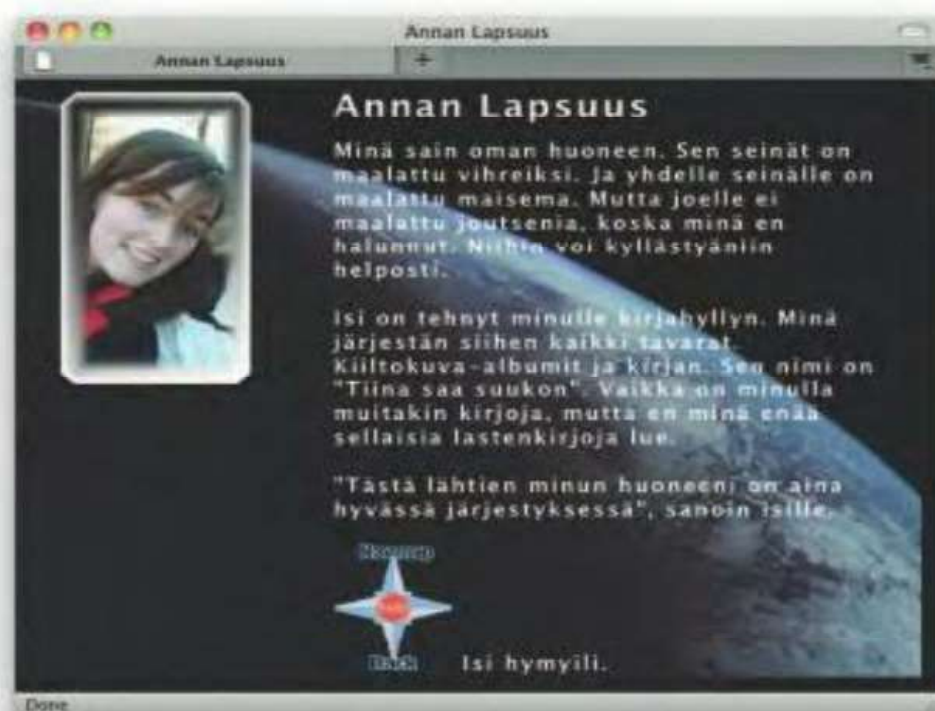 Annan Lapsuus
Annan Lapsuus
Annan Lapsuus
Minä sain oman huoneen. Sen seinät on
maalattu vihreiksi. Ja yhdelle seinälle on
maalattu maisema. Mutta joelle ei
maalattu joutsenia, koska minä en
halunnut. Niihin voi kyllästyäniin
helposti.
Isi on tehnyt minulle kirjahyllyn. Minä
järjestän siihen kaikki tavarat.
Kiiltokuva-albumit ja kirjan. Sen nimi on
"Tiina saa suukon". Vaikka on minulla
muitakin kirjoja, mutta en minä enää
sellaisia lastenkirjoja lue.
"Tästä lähtien minun huoneeni on aina
hyvässä järjestyksessä", sanoin isille.
Back
Isi hymyili.
Done